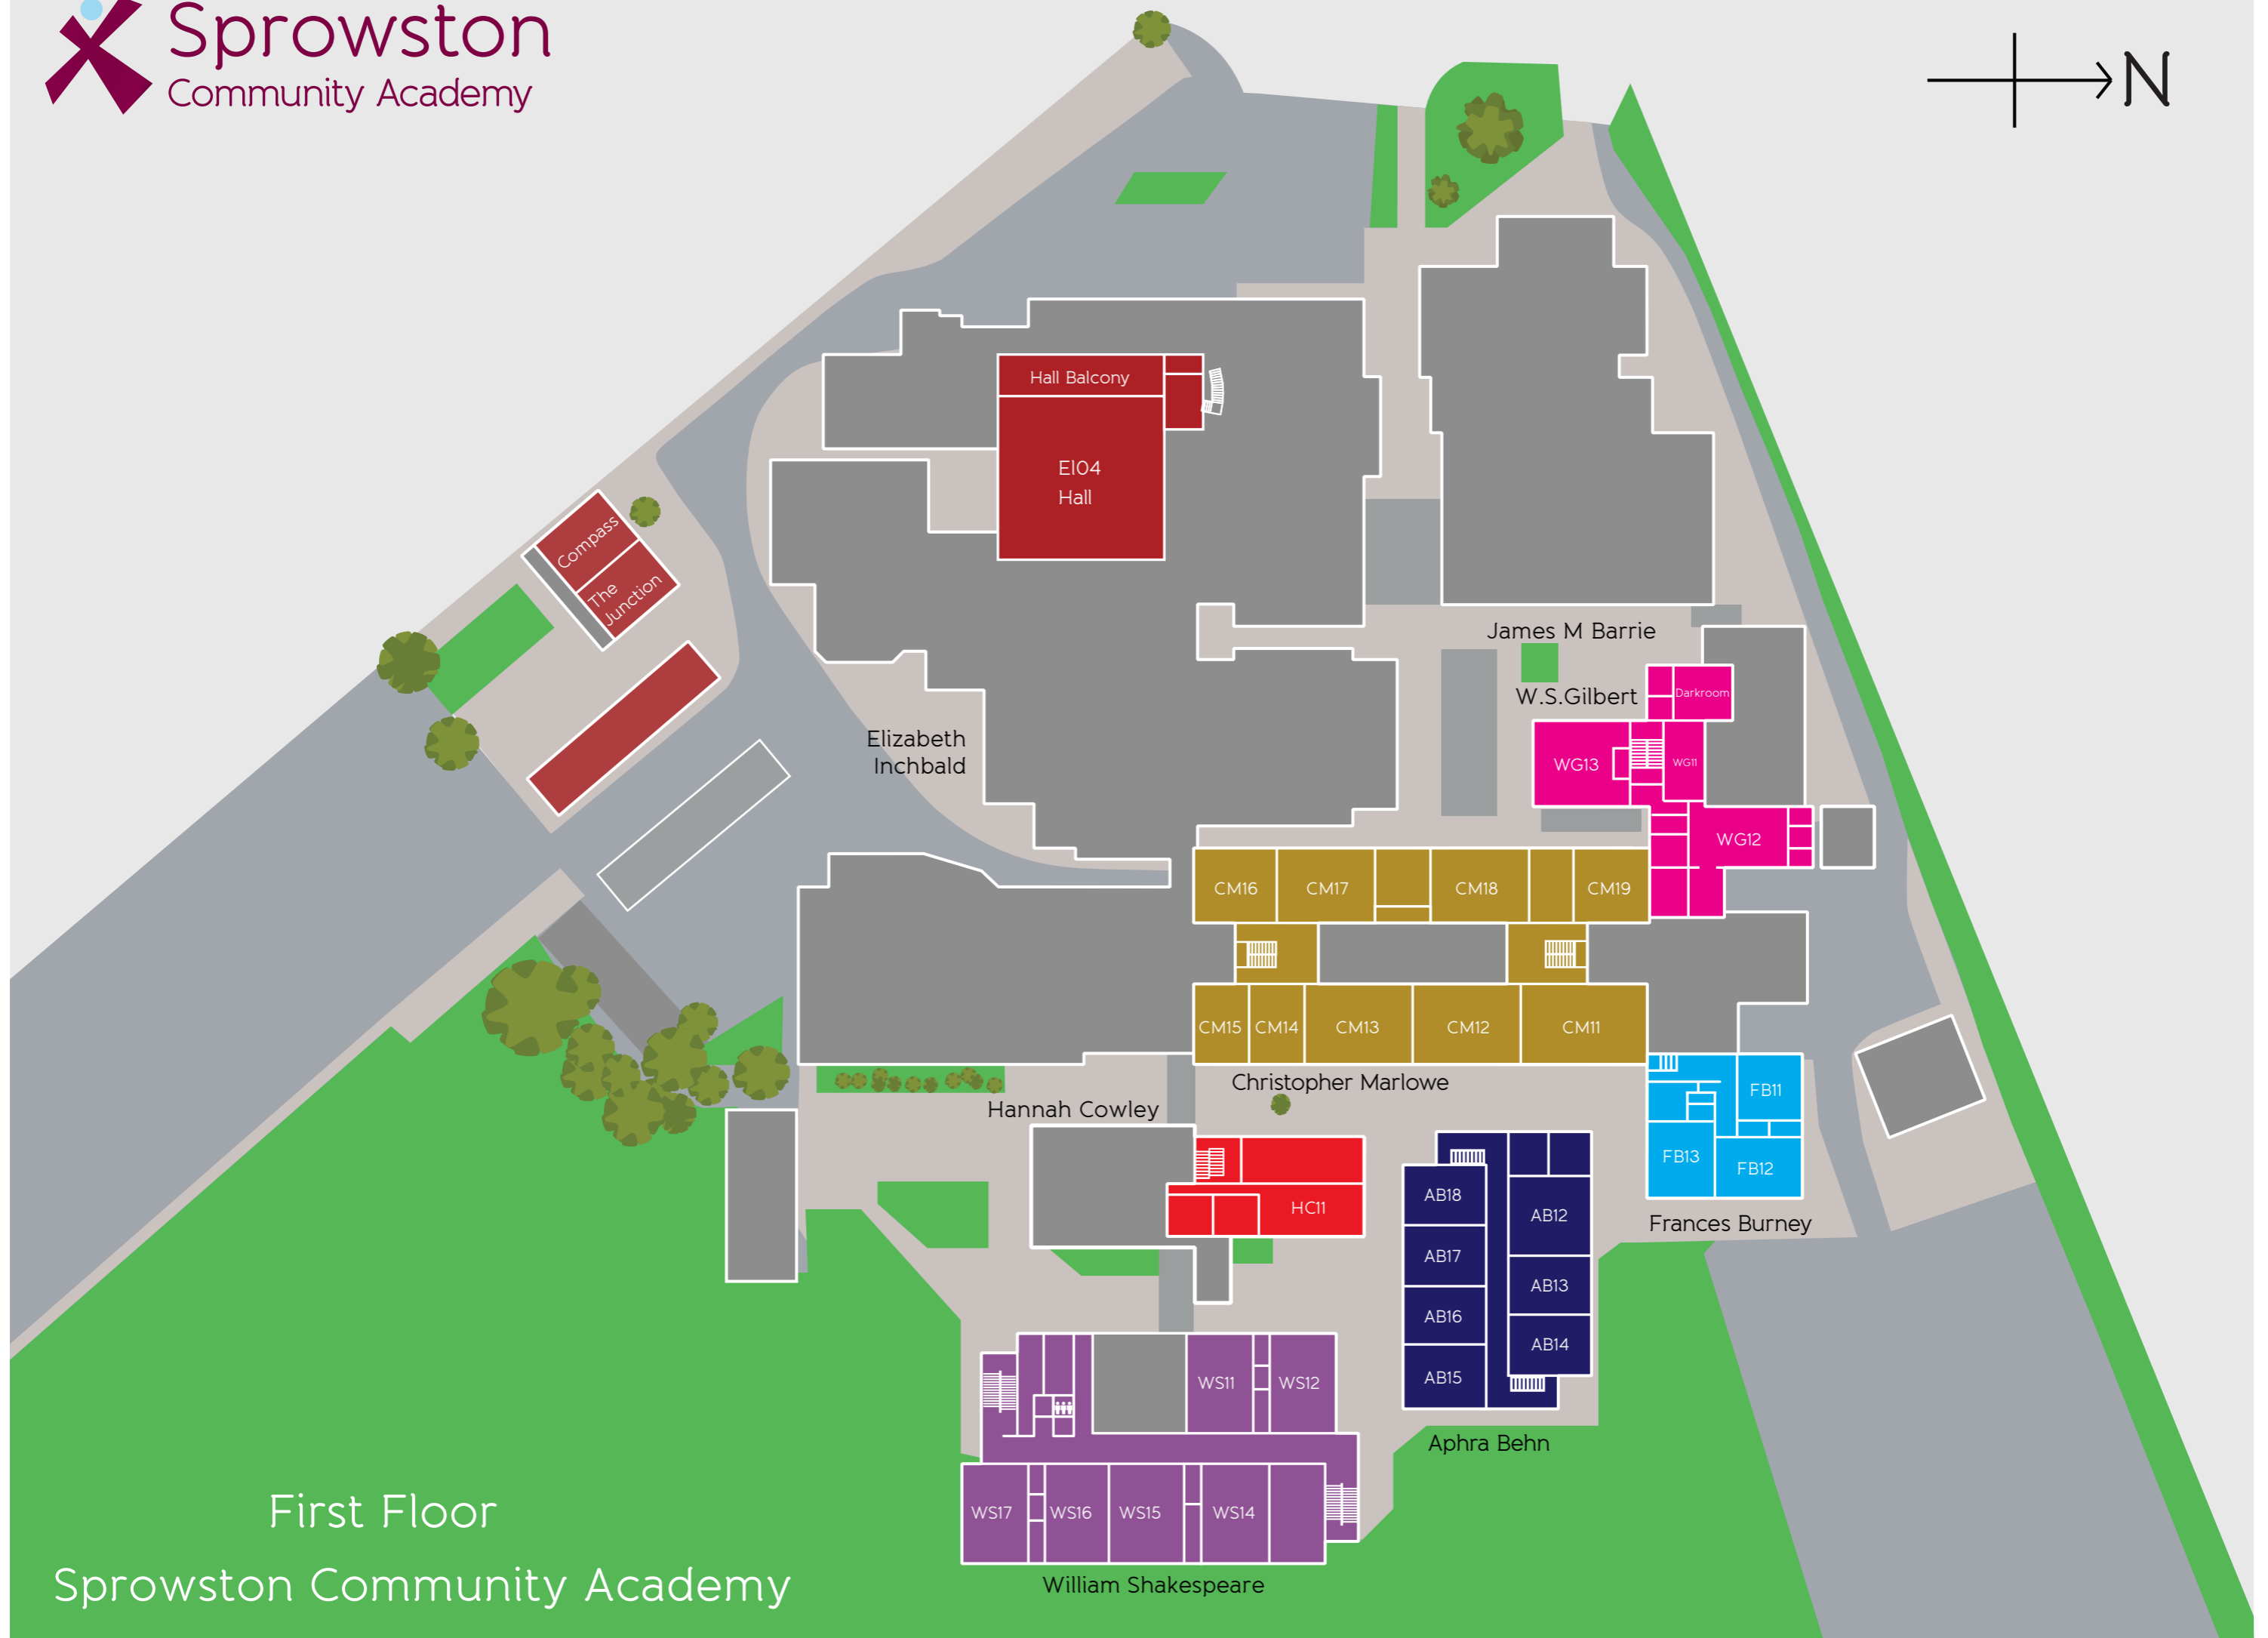 Sprowston
Community Academy
N
Hall Balcony
EI04
Hall
Compass
The
Junction
James M Barrie
W.S.Gilbert
Darkroom
WG13
WG11
WG12
Elizabeth
Inchbald
CM16
CM17
CM18
CM19
CM15
CM14
CM13
CM12
CM11
Christopher Marlowe
Hannah Cowley
HC11
FB11
FB13
FB12
Frances Burney
AB18
AB12
AB17
AB13
AB16
AB14
AB15
Aphra Behn
WS11
WS12
WS17
WS16
WS15
WS14
William Shakespeare
First Floor
Sprowston Community Academy